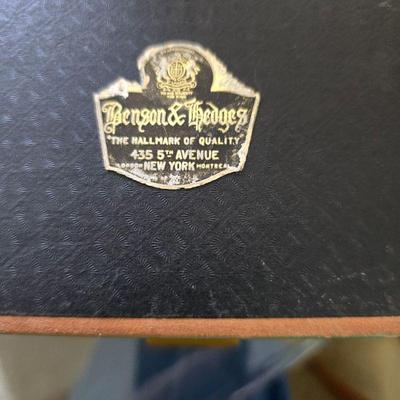 Benson & Hedges
"THE HALLMARK OF QUALITY"
435 5TH AVENUE
LONDON NEW YORK MONTREAL